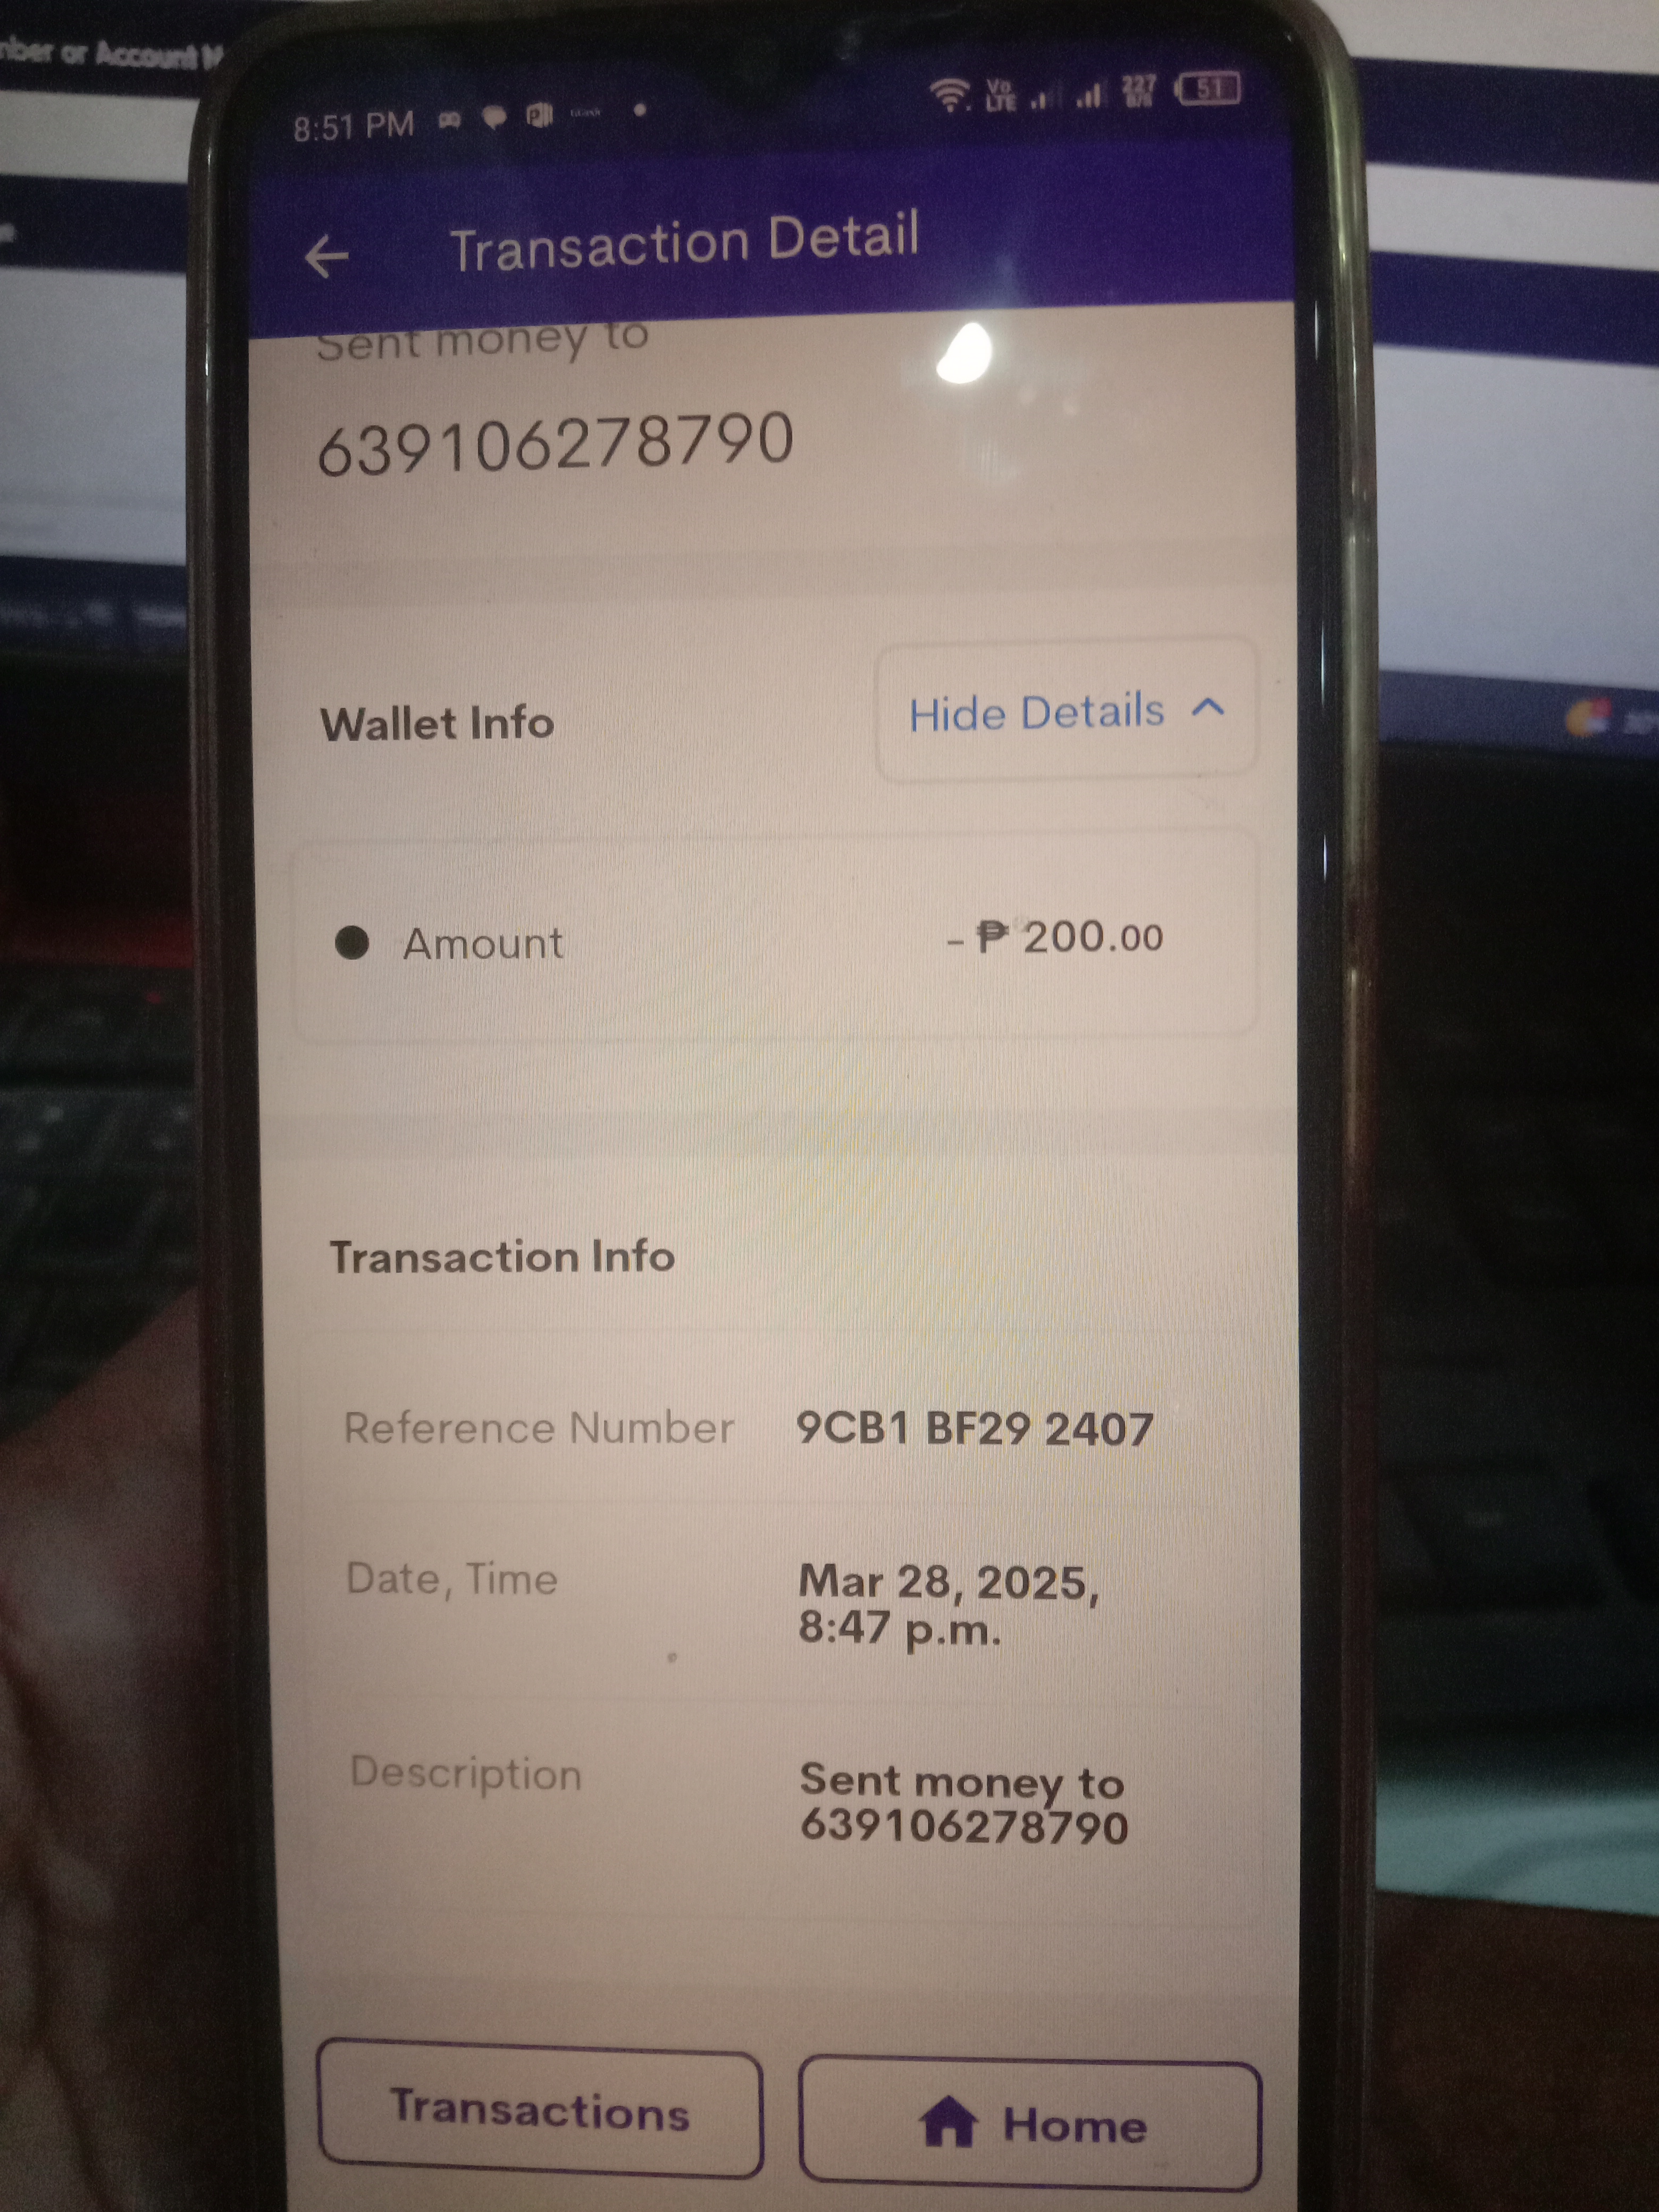 ber or Account
8:51 PM
Vo LTE
227 B/s
51
Transaction Detail
Sent money to
639106278790
Wallet Info
Hide Details
Amount
- ₱ 200.00
Transaction Info
Reference Number
9CB1 BF29 2407
Date, Time
Mar 28, 2025,
8:47 p.m.
Description
Sent money to
639106278790
Transactions
Home